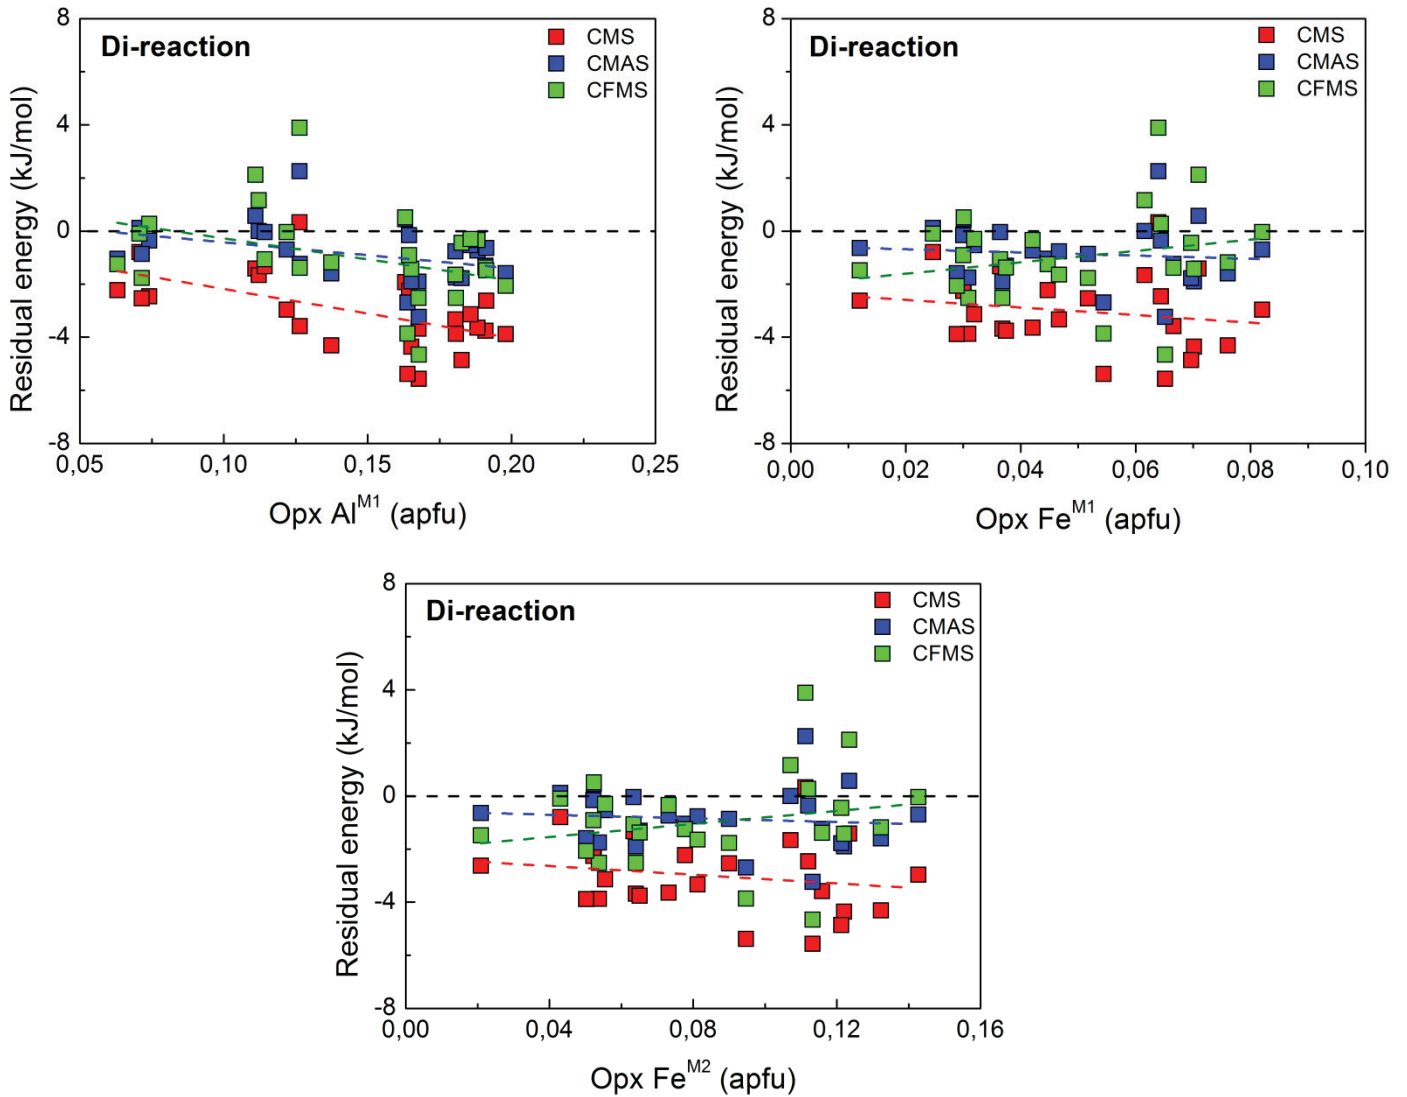 Di-reaction
CMS
CMAS
CFMS
Residual energy (kJ/mol)
8
4
0
-4
-8
0,05
0,10
0,15
0,20
0,25
Opx Al^M1 (apfu)
Di-reaction
CMS
CMAS
CFMS
Residual energy (kJ/mol)
8
4
0
-4
-8
0,00
0,02
0,04
0,06
0,08
0,10
Opx Fe^M1 (apfu)
Di-reaction
CMS
CMAS
CFMS
Residual energy (kJ/mol)
8
4
0
-4
-8
0,00
0,04
0,08
0,12
0,16
Opx Fe^M2 (apfu)